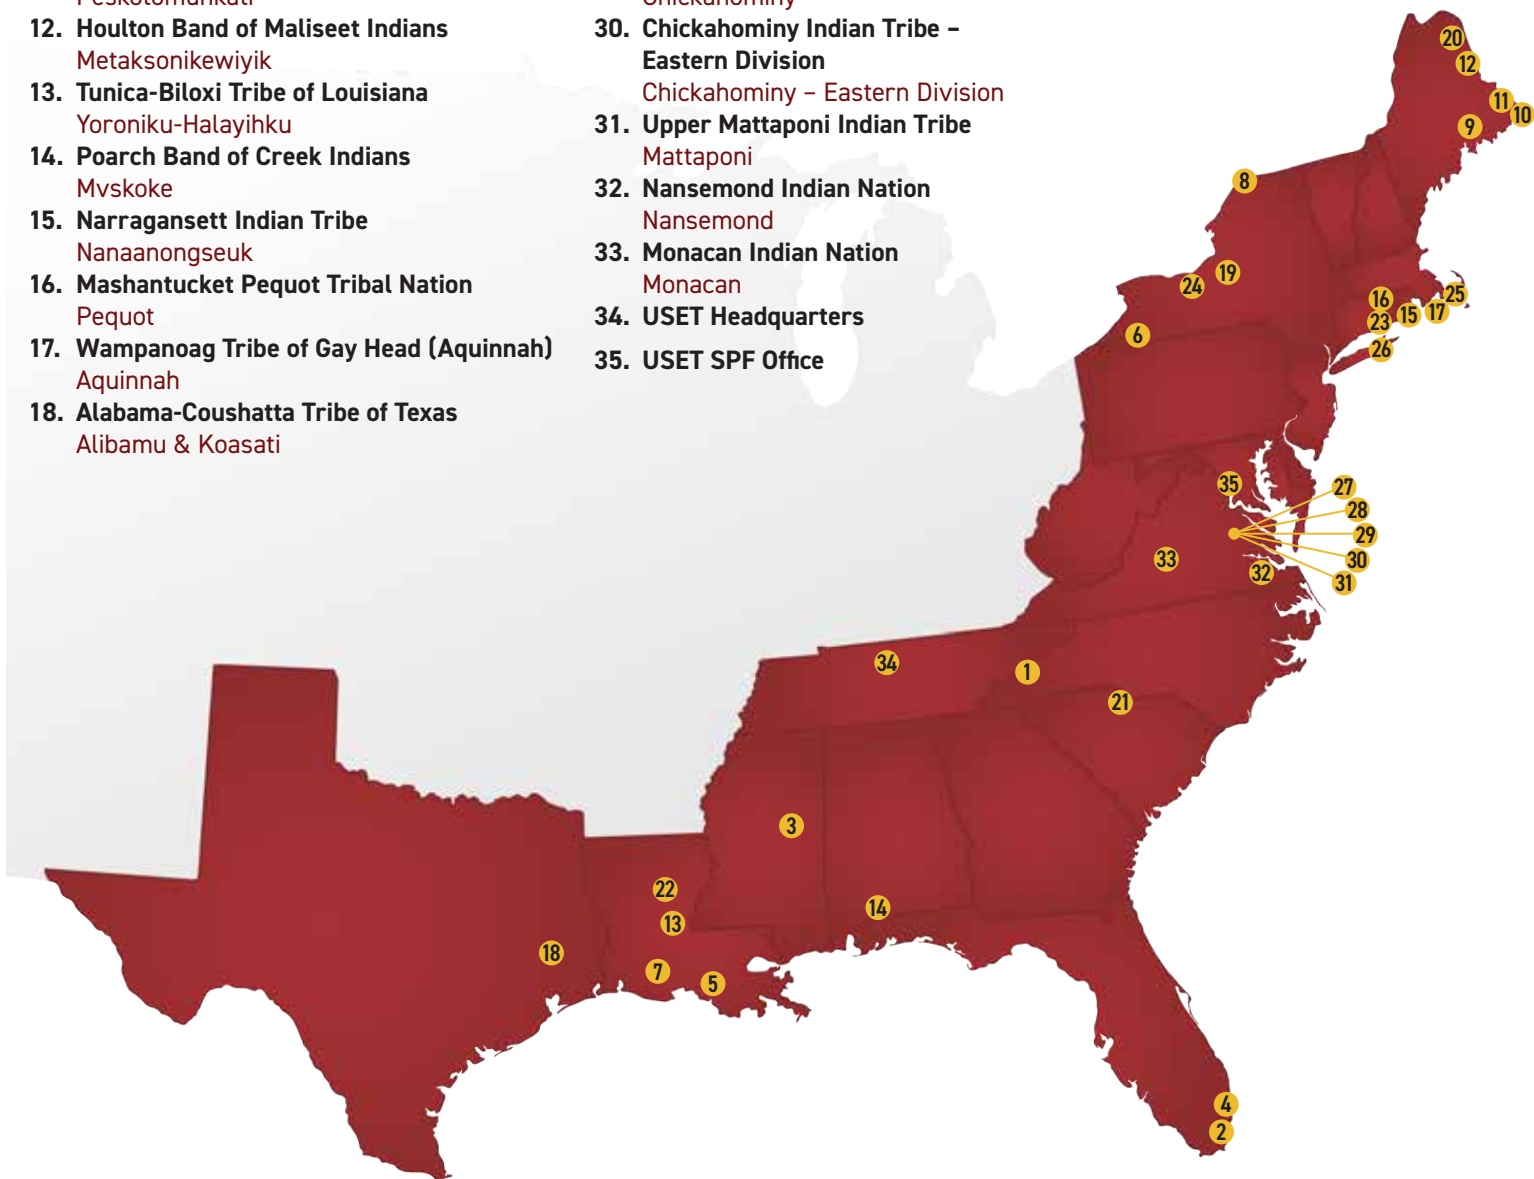 Peskotomuhkati
12. Houlton Band of Maliseet Indians
Metaksonikewiyik
13. Tunica-Biloxi Tribe of Louisiana
Yoroniku-Halayihku
14. Poarch Band of Creek Indians
Mvskoke
15. Narragansett Indian Tribe
Nanaanongseuk
16. Mashantucket Pequot Tribal Nation
Pequot
17. Wampanoag Tribe of Gay Head (Aquinnah)
Aquinnah
18. Alabama-Coushatta Tribe of Texas
Alibamu & Koasati
Chickahominy
30. Chickahominy Indian Tribe –
Eastern Division
Chickahominy – Eastern Division
31. Upper Mattaponi Indian Tribe
Mattaponi
32. Nansemond Indian Nation
Nansemond
33. Monacan Indian Nation
Monacan
34. USET Headquarters
35. USET SPF Office
20
12
11
10
9
8
19
24
25
16
17
15
23
6
26
35
27
28
29
33
30
32
31
34
1
21
3
22
14
13
18
7
5
4
2